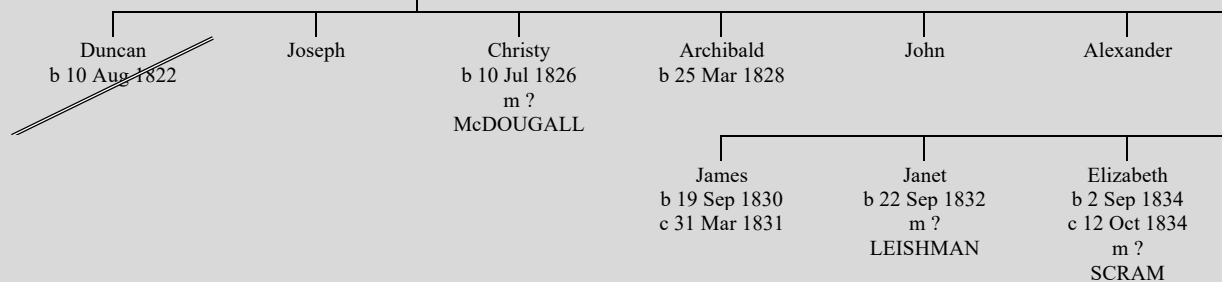 Duncan
b 10 Aug 1822
Joseph
Christy
b 10 Jul 1826
m ?
McDOUGALL
Archibald
b 25 Mar 1828
John
Alexander
James
b 19 Sep 1830
c 31 Mar 1831
Janet
b 22 Sep 1832
m ?
LEISHMAN
Elizabeth
b 2 Sep 1834
c 12 Oct 1834
m ?
SCRAM